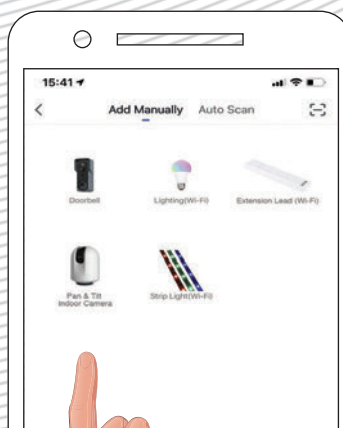 15:41
Add Manually Auto Scan
Doorbell Lighting(Wi-Fi) Extension Lead (Wi-Fi)
Pan & Tilt
Indoor Camera
Strip Light(Wi-Fi)